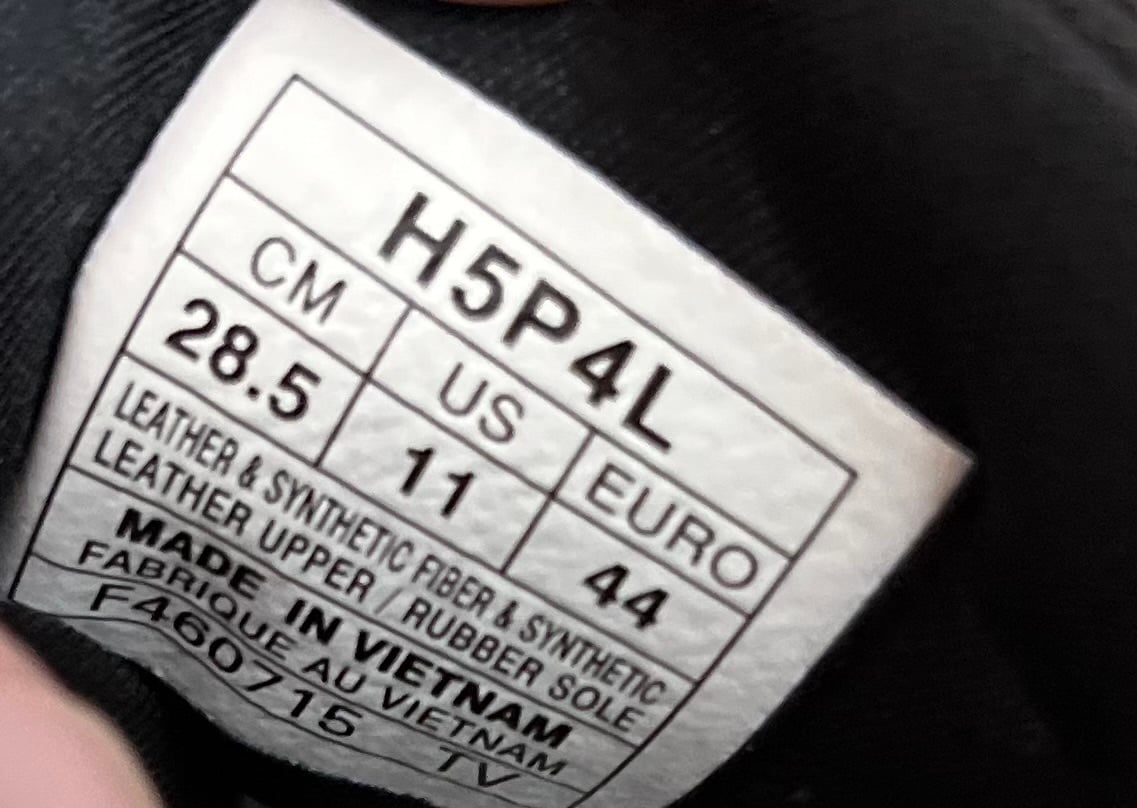 H5P4L
CM US EURO
28.5 11 44
LEATHER & SYNTHETIC FIBER & SYNTHETIC
LEATHER UPPER / RUBBER SOLE
MADE IN VIETNAM
FABRIQUE AU VIETNAM
F460715 TV